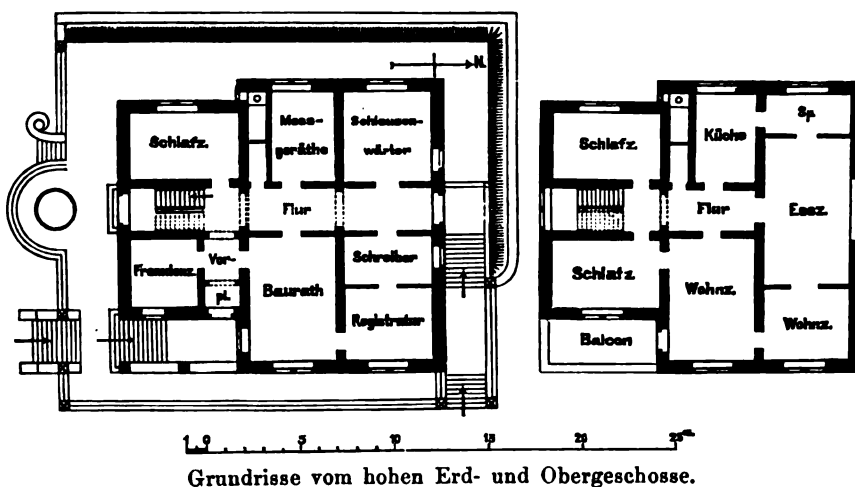 N.
Schlafz.
Mess-
geräthe
Schleusen-
wärter
Flur
Fremdenz.
Vor-
pl.
Baurath
Schreiber
Registrator
Schlafz.
Küche
Sp.
Flur
Essz.
Schlafz.
Wohnz.
Wohnz.
Balcon
1 0 5 10 15 20 25 m.
Grundrisse vom hohen Erd- und Obergeschosse.